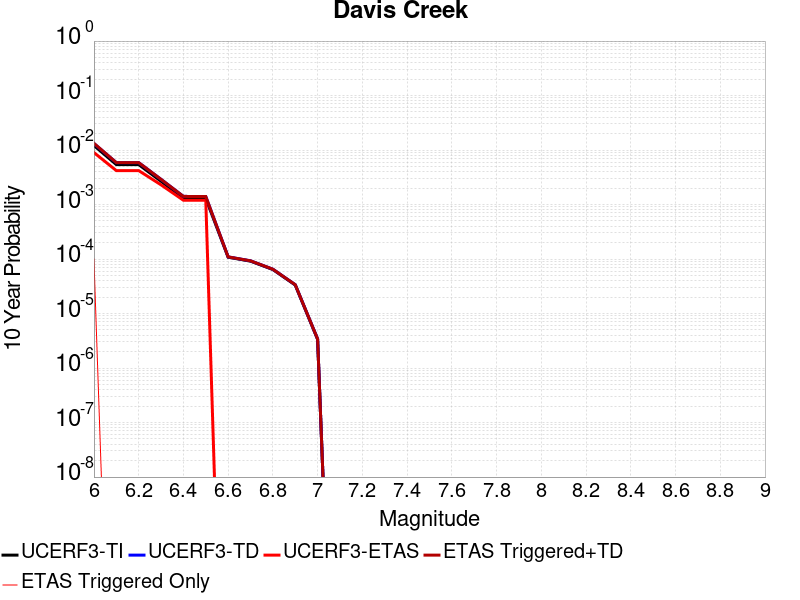 Davis Creek
10 Year Probability
10^0
10^-1
10^-2
10^-3
10^-4
10^-5
10^-6
10^-7
10^-8
6 6.2 6.4 6.6 6.8 7 7.2 7.4 7.6 7.8 8 8.2 8.4 8.6 8.8 9
Magnitude
UCERF3-TI UCERF3-TD UCERF3-ETAS ETAS Triggered+TD
ETAS Triggered Only